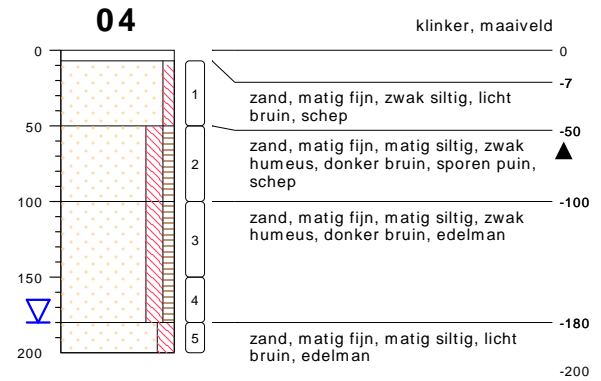 04
klinker, maaiveld
0
0
-7
1
zand, matig fijn, zwak siltig, licht
bruin, schep
50
-50
2
zand, matig fijn, matig siltig, zwak
humeus, donker bruin, sporen puin,
schep
100
-100
3
zand, matig fijn, matig siltig, zwak
humeus, donker bruin, edelman
150
4
-180
5
zand, matig fijn, matig siltig, licht
bruin, edelman
200
-200